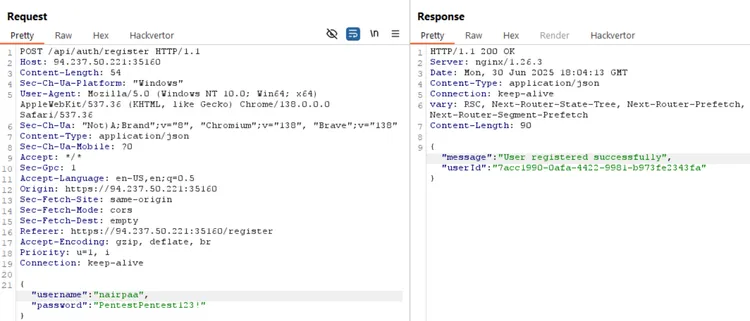 Request
Pretty Raw Hex Hackvertor
\n
1 POST /api/auth/register HTTP/1.1
2 Host: 94.237.50.221:35160
3 Content-Length: 54
4 Sec-Ch-Ua-Platform: "Windows"
5 User-Agent: Mozilla/5.0 (Windows NT 10.0; Win64; x64)
AppleWebKit/537.36 (KHTML, like Gecko) Chrome/138.0.0.0
Safari/537.36
6 Sec-Ch-Ua: "Not)A;Brand";v="8", "Chromium";v="138", "Brave";v="138"
7 Content-Type: application/json
8 Sec-Ch-Ua-Mobile: ?0
9 Accept: */*
10 Sec-Gpc: 1
11 Accept-Language: en-US,en;q=0.5
12 Origin: https://94.237.50.221:35160
13 Sec-Fetch-Site: same-origin
14 Sec-Fetch-Mode: cors
15 Sec-Fetch-Dest: empty
16 Referer: https://94.237.50.221:35160/register
17 Accept-Encoding: gzip, deflate, br
18 Priority: u=1, i
19 Connection: keep-alive
20
21 {
"username":"nairpaa",
"password":"PentestPentest123!"
}
Response
Pretty Raw Hex Render Hackvertor
1 HTTP/1.1 200 OK
2 Server: nginx/1.26.3
3 Date: Mon, 30 Jun 2025 18:04:13 GMT
4 Content-Type: application/json
5 Connection: keep-alive
6 vary: RSC, Next-Router-State-Tree, Next-Router-Prefetch,
Next-Router-Segment-Prefetch
7 Content-Length: 90
8
9 {
"message":"User registered successfully",
"userId":"7acc1990-0afa-4422-9981-b973fe2343fa"
}